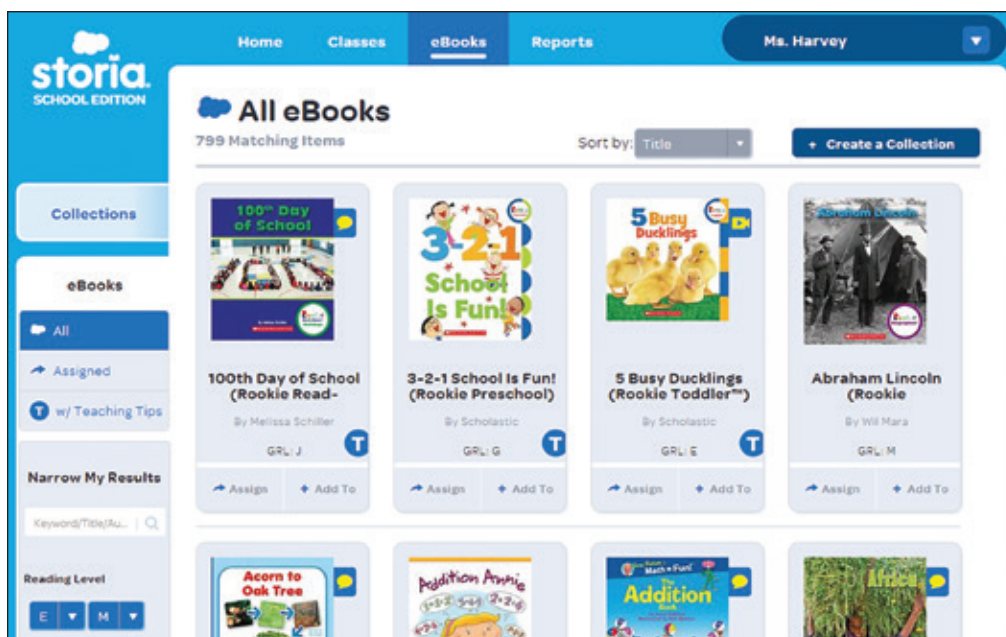 storia.
SCHOOL EDITION
Home Classes eBooks Reports
Ms. Harvey
All eBooks
799 Matching Items
Sort by: Title
+ Create a Collection
Collections
eBooks
All
Assigned
T w/ Teaching Tips
Narrow My Results
Keyword/Title/Au...
Reading Level
E M
100th Day
of School
100th Day of School
(Rookie Read-
By Melissa Schiller
GRL: J
T
Assign + Add To
3-2-1
School
Is Fun!
3-2-1 School Is Fun!
(Rookie Preschool)
By Scholastic
GRL: G
T
Assign + Add To
5 Busy
Ducklings
5 Busy Ducklings
(Rookie Toddler™)
By Scholastic
GRL: E
T
Assign + Add To
Abraham Lincoln
Abraham Lincoln
(Rookie
By Wil Mara
GRL: M
Assign + Add To
Acorn to
Oak Tree
Addition Annie
Math Fun!
The
Addition
Book
Africa